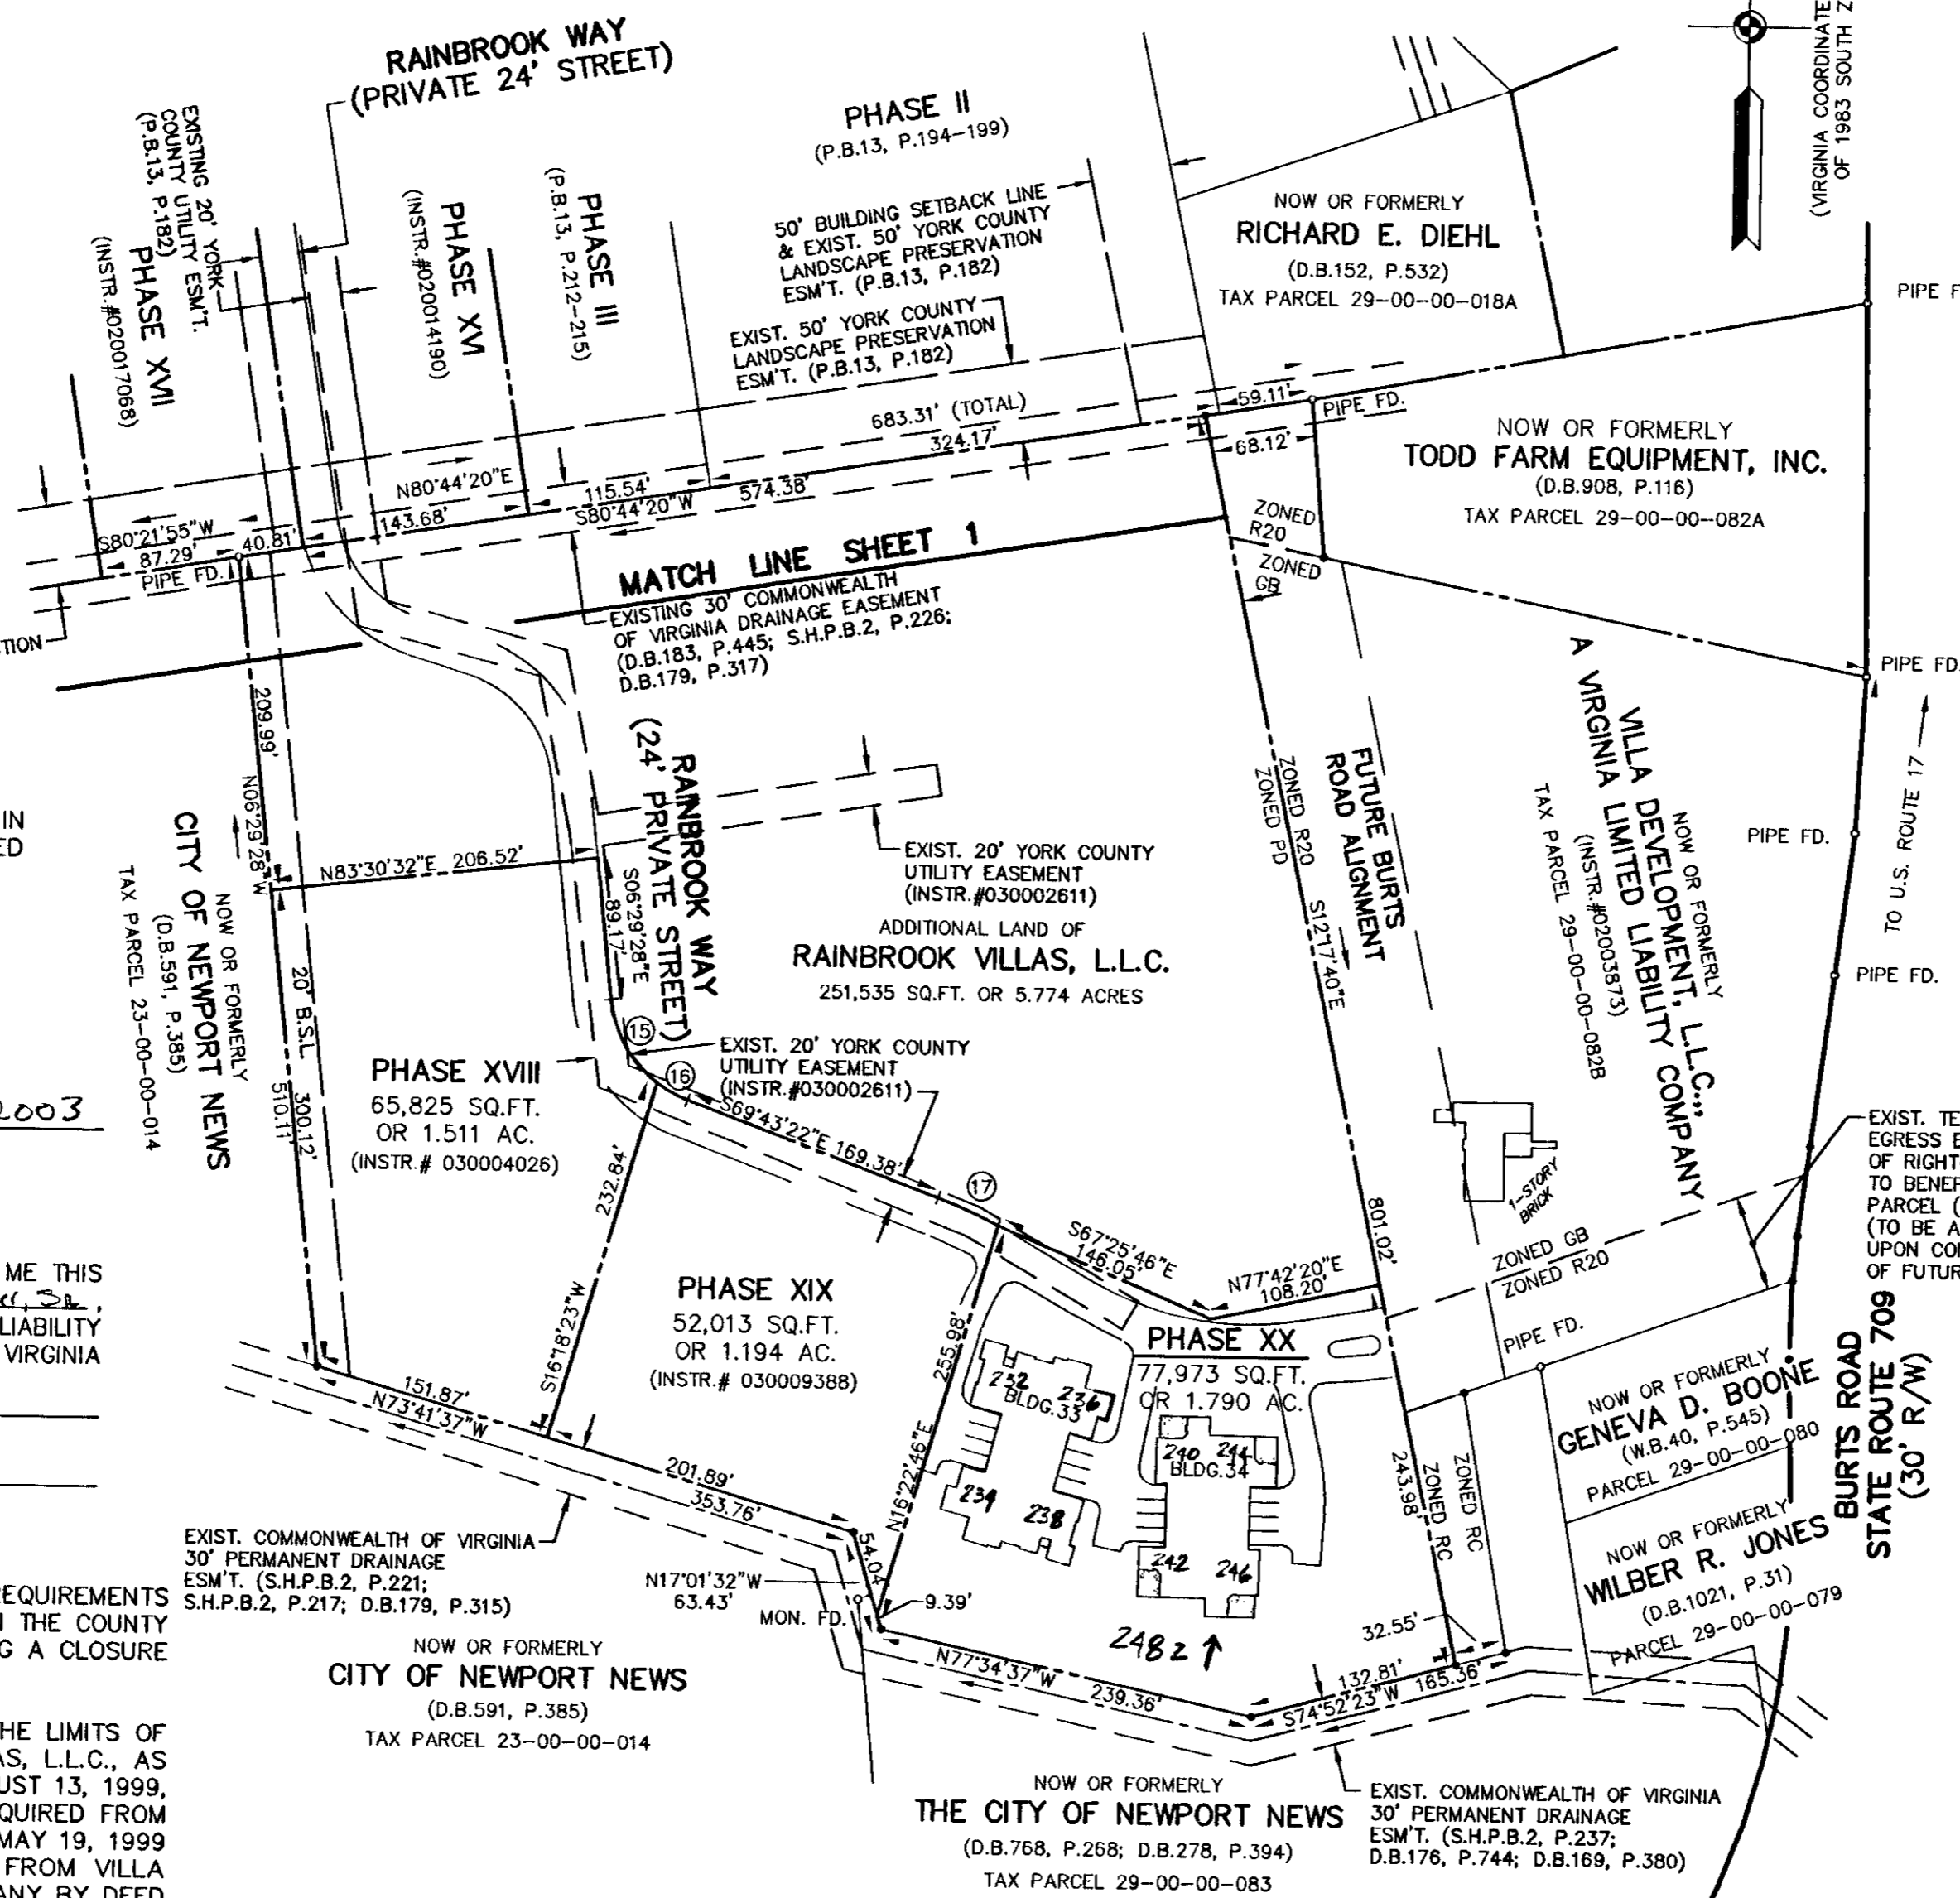 RAINBROOK WAY
(PRIVATE 24' STREET)
(VIRGINIA COORDINATE
OF 1983 SOUTH Z
EXISTING 20' YORK
COUNTY UTILITY ESM'T.
(P.B.13, P.182)
PHASE XVII
(INSTR.#020017068)
PHASE XVI
(INSTR.#020014190)
PHASE III
(P.B.13, P.212-215)
PHASE II
(P.B.13, P.194-199)
50' BUILDING SETBACK LINE
& EXIST. 50' YORK COUNTY
LANDSCAPE PRESERVATION
ESM'T. (P.B.13, P.182)
EXIST. 50' YORK COUNTY
LANDSCAPE PRESERVATION
ESM'T. (P.B.13, P.182)
NOW OR FORMERLY
RICHARD E. DIEHL
(D.B.152, P.532)
TAX PARCEL 29-00-00-018A
PIPE F
683.31' (TOTAL)
324.17'
59.11'
PIPE FD.
68.12'
NOW OR FORMERLY
TODD FARM EQUIPMENT, INC.
(D.B.908, P.116)
TAX PARCEL 29-00-00-082A
N80°44'20"E
115.54'
574.38'
S80°44'20"W
143.68'
S80°21'55"W
87.29'
40.81'
PIPE FD.
ZONED
R20
ZONED
GB
MATCH LINE SHEET 1
EXISTING 30' COMMONWEALTH
OF VIRGINIA DRAINAGE EASEMENT
(D.B.183, P.445; S.H.P.B.2, P.226;
D.B.179, P.317)
TION
PIPE FD.
209.99'
N06°29'28"W
RAINBROOK WAY
(24' PRIVATE STREET)
FUTURE BURTS
ROAD ALIGNMENT
ZONED R20
ZONED PD
S12°17'40"E
NOW OR FORMERLY
VILLA DEVELOPMENT, L.L.C.,
A VIRGINIA LIMITED LIABILITY COMPANY
(INSTR.#02003873)
TAX PARCEL 29-00-00-082B
TO U.S. ROUTE 17
PIPE FD.
PIPE FD.
IN
ED
NOW OR FORMERLY
CITY OF NEWPORT NEWS
(D.B.591, P.385)
TAX PARCEL 23-00-00-014
N83°30'32"E 206.52'
S06°29'28"E
89.17'
EXIST. 20' YORK COUNTY
UTILITY EASEMENT
(INSTR.#030002611)
ADDITIONAL LAND OF
RAINBROOK VILLAS, L.L.C.
251,535 SQ.FT. OR 5.774 ACRES
20' B.S.L.
300.12'
510.11'
15
16
17
EXIST. 20' YORK COUNTY
UTILITY EASEMENT
(INSTR.#030002611)
PHASE XVIII
65,825 SQ.FT.
OR 1.511 AC.
(INSTR.# 030004026)
2003
S69°43'22"E 169.38'
232.84'
S16°18'23"W
1-STORY
BRICK
801.02'
EXIST. TE
EGRESS E
OF RIGHT
TO BENEF
PARCEL (
(TO BE A
UPON CO
OF FUTUR
ZONED GB
ZONED R20
S67°25'46"E
146.05'
N77°42'20"E
108.20'
ME THIS
LIABILITY
VIRGINIA
PHASE XIX
52,013 SQ.FT.
OR 1.194 AC.
(INSTR.# 030009388)
255.98'
N16°22'46"E
PHASE XX
77,973 SQ.FT.
OR 1.790 AC.
232 236
BLDG.33
234 238
240 244
BLDG.34
242 246
2482
PIPE FD.
NOW OR FORMERLY
GENEVA D. BOONE
(W.B.40, P.545)
PARCEL 29-00-00-080
BURTS ROAD
STATE ROUTE 709
(30' R/W)
NOW OR FORMERLY
WILBER R. JONES
(D.B.1021, P.31)
PARCEL 29-00-00-079
243.98'
ZONED RC
ZONED RC
151.87'
N73°41'37"W
201.89'
353.76'
54.04
EXIST. COMMONWEALTH OF VIRGINIA
30' PERMANENT DRAINAGE
ESM'T. (S.H.P.B.2, P.221;
S.H.P.B.2, P.217; D.B.179, P.315)
N17°01'32"W
63.43'
MON. FD.
9.39'
32.55'
132.81'
S74°52'23"W 165.36'
N77°34'37"W
239.36'
REQUIREMENTS
THE COUNTY
G A CLOSURE
NOW OR FORMERLY
CITY OF NEWPORT NEWS
(D.B.591, P.385)
TAX PARCEL 23-00-00-014
HE LIMITS OF
AS, L.L.C., AS
UST 13, 1999,
QUIRED FROM
MAY 19, 1999
FROM VILLA
ANY BY DEED
NOW OR FORMERLY
THE CITY OF NEWPORT NEWS
(D.B.768, P.268; D.B.278, P.394)
TAX PARCEL 29-00-00-083
EXIST. COMMONWEALTH OF VIRGINIA
30' PERMANENT DRAINAGE
ESM'T. (S.H.P.B.2, P.237;
D.B.176, P.744; D.B.169, P.380)